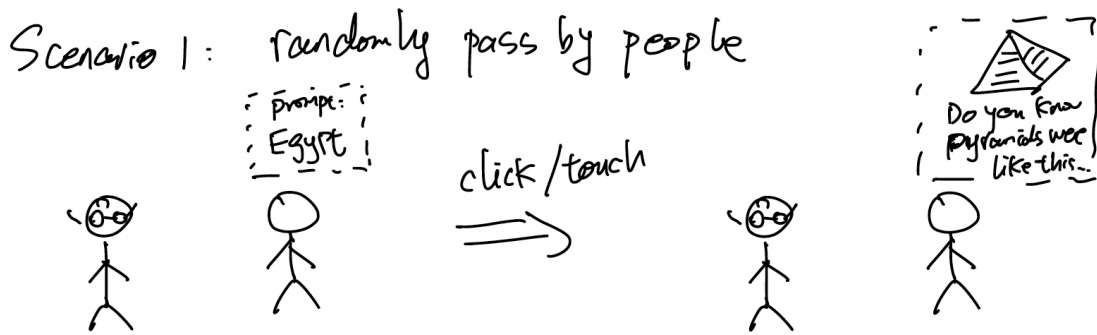 Scenario 1: randomly pass by people
prompt:
Egypt
click/touch
Do you know
pyramids were
like this...